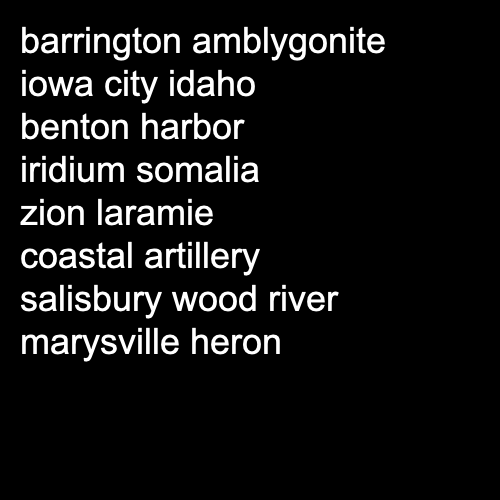 barrington amblygonite
iowa city idaho
benton harbor
iridium somalia
zion laramie
coastal artillery
salisbury wood river
marysville heron